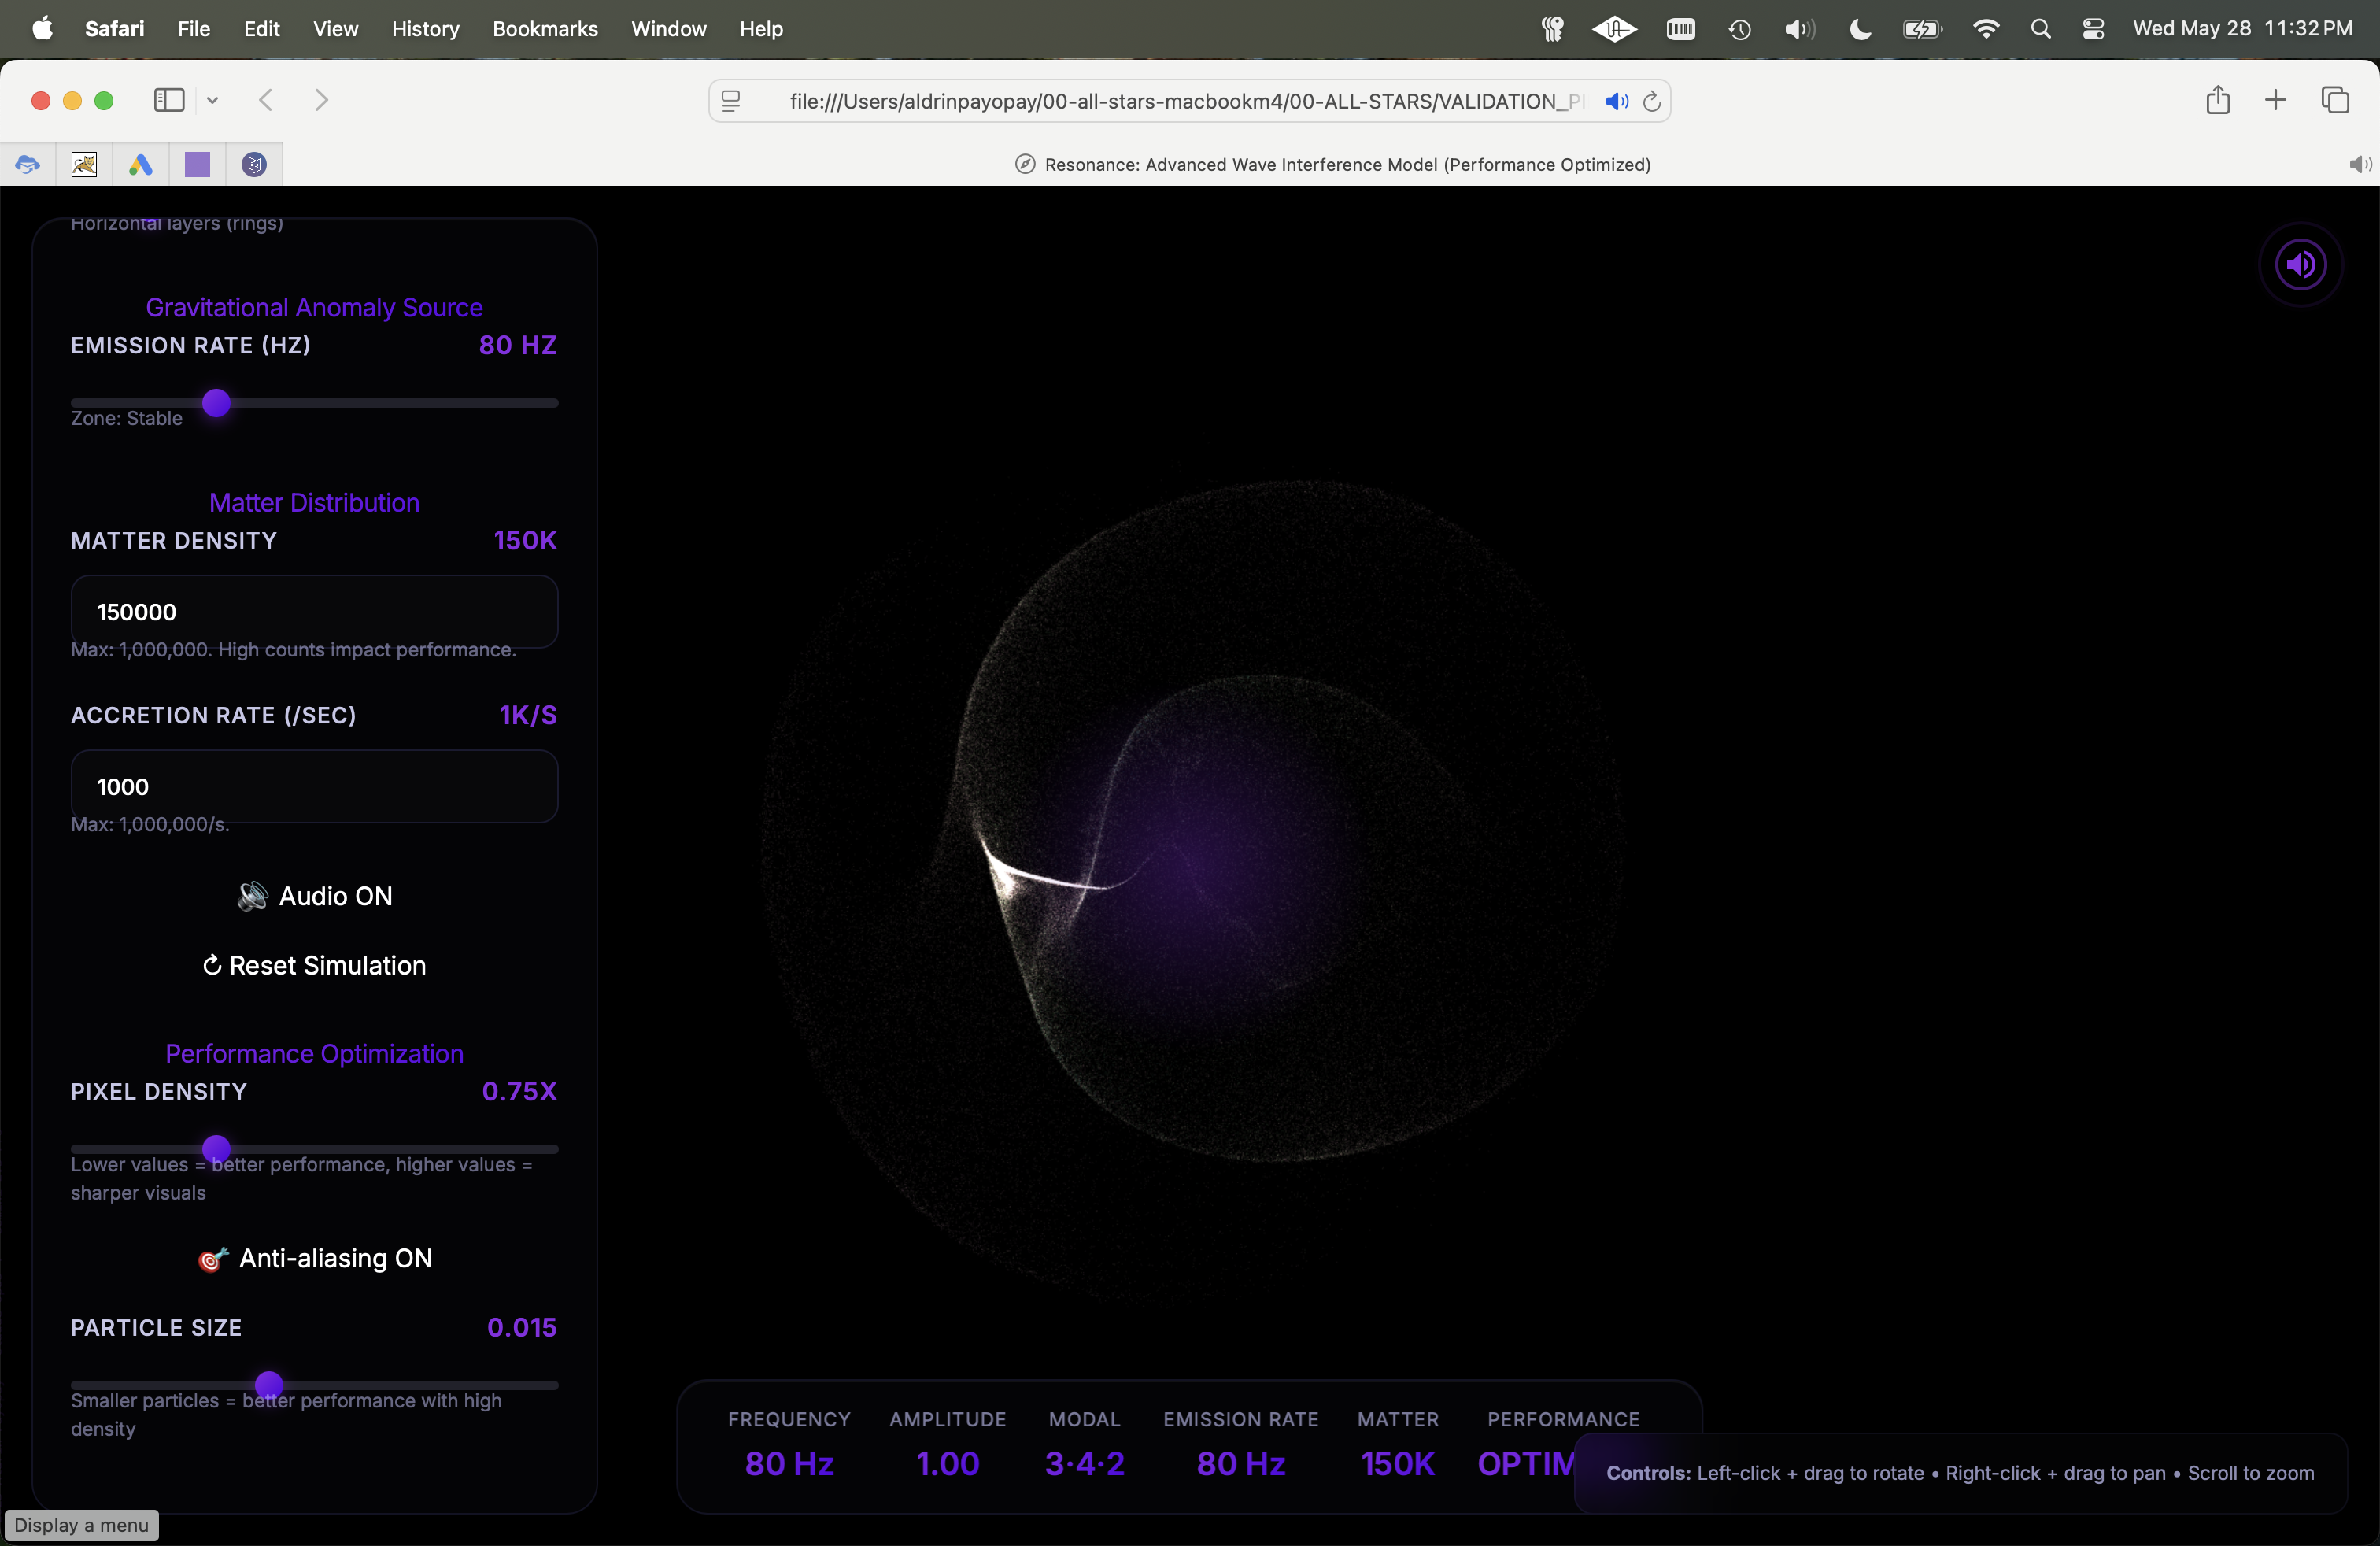 Safari File Edit View History Bookmarks Window Help Wed May 28 11:32 PM
file:///Users/aldrinpayopay/00-all-stars-macbookm4/00-ALL-STARS/VALIDATION_P
Resonance: Advanced Wave Interference Model (Performance Optimized)
Horizontal layers (rings)
Gravitational Anomaly Source
EMISSION RATE (HZ) 80 HZ
Zone: Stable
Matter Distribution
MATTER DENSITY 150K
150000
Max: 1,000,000. High counts impact performance.
ACCRETION RATE (/SEC) 1K/S
1000
Max: 1,000,000/s.
🔊 Audio ON
↻ Reset Simulation
Performance Optimization
PIXEL DENSITY 0.75X
Lower values = better performance, higher values =
sharper visuals
🎯 Anti-aliasing ON
PARTICLE SIZE 0.015
Smaller particles = better performance with high
density
Display a menu
FREQUENCY AMPLITUDE MODAL EMISSION RATE MATTER PERFORMANCE
80 Hz 1.00 3·4·2 80 Hz 150K OPTIM
Controls: Left-click + drag to rotate • Right-click + drag to pan • Scroll to zoom